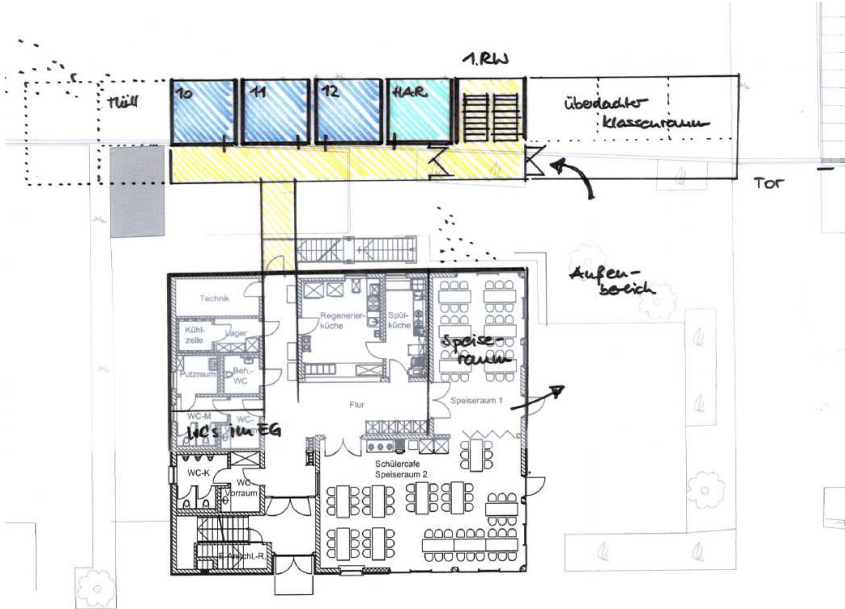 1.RW
Müll
10
11
12
HAR.
überdachter
Klassenraum
Tor
Außen-
bereich
Technik
Kühl-
zelle
Lager
Putzraum
Beh.-
WC
WC-M
WC-
WC's im EG
WC-K
WC
Vorraum
Regenerier-
küche
Spül-
küche
Flur
Speise-
raum
Speiseraum 1
Schülercafe
Speiseraum 2